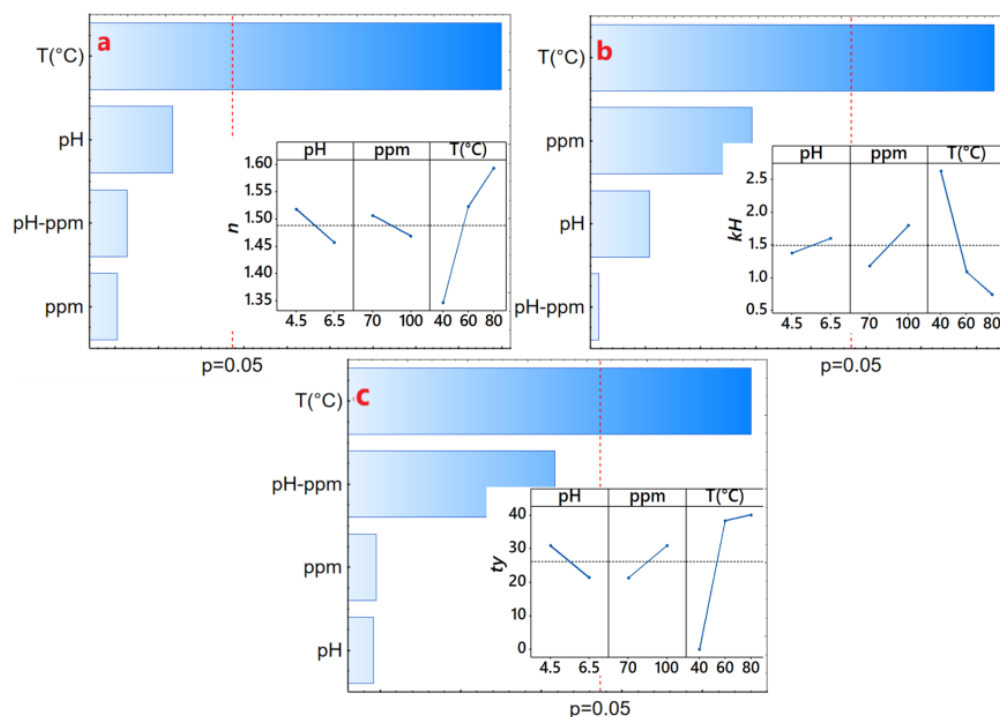 a
T(°C)
pH
pH-ppm
ppm
p=0.05
pH ppm T(°C)
n
1.60
1.55
1.50
1.45
1.40
1.35
4.5 6.5 70 100 40 60 80
b
T(°C)
ppm
pH
pH-ppm
p=0.05
pH ppm T(°C)
kH
2.5
2.0
1.5
1.0
0.5
4.5 6.5 70 100 40 60 80
c
T(°C)
pH-ppm
ppm
pH
p=0.05
pH ppm T(°C)
ty
40
30
20
10
0
4.5 6.5 70 100 40 60 80